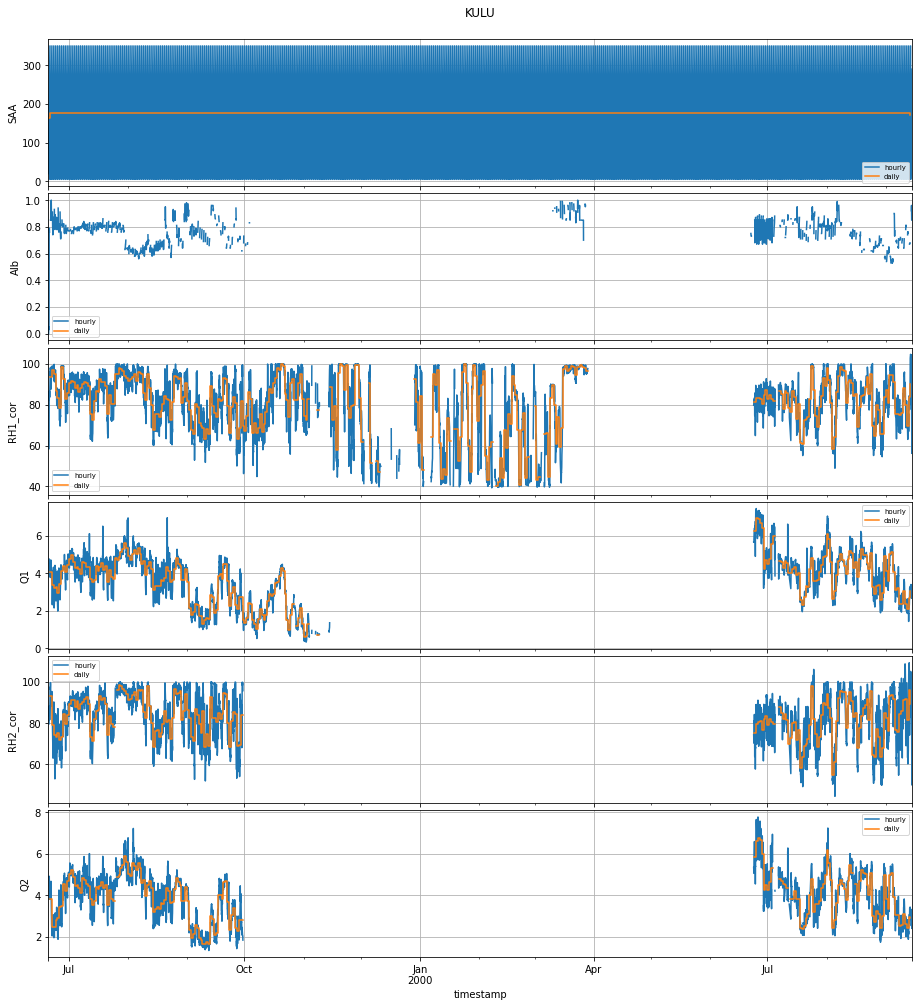 KULU
SAA
300
200
100
0
hourly
daily
Alb
1.0
0.8
0.6
0.4
0.2
0.0
hourly
daily
RH1_cor
100
80
60
40
hourly
daily
Q1
6
4
2
0
hourly
daily
RH2_cor
100
80
60
hourly
daily
Q2
8
6
4
2
hourly
daily
Jul Oct Jan Apr Jul
2000
timestamp